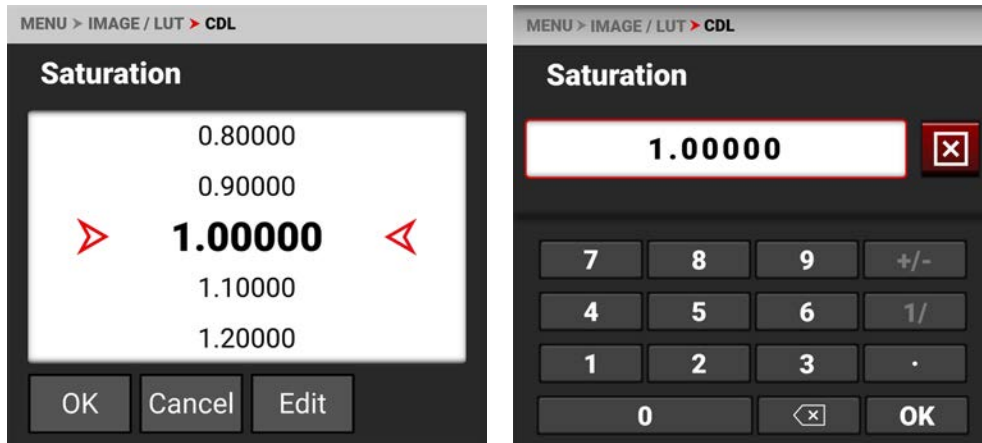 MENU > IMAGE / LUT > CDL
Saturation
0.80000
0.90000
1.00000
1.10000
1.20000
OK Cancel Edit
MENU > IMAGE / LUT > CDL
Saturation
1.00000
7 8 9 +/-
4 5 6 1/
1 2 3 .
0 OK